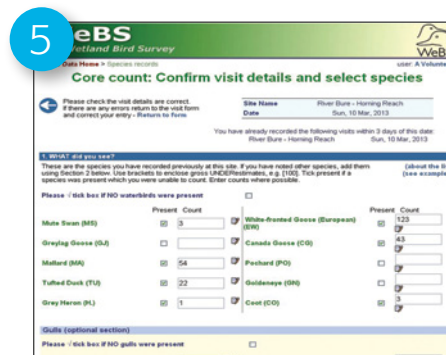 5
eBS
Wetland Bird Survey
WeBS
Data Home > Species records
user: A Volunte
Core count: Confirm visit details and select species
Please check the visit details are correct.
If there are any errors return to the visit form
and correct your entry - Return to form
Site Name River Bure - Horning Reach
Date Sun, 10 Mar, 2013
You have already recorded the following visits within 3 days of this date:
River Bure - Horning Reach Sun, 10 Mar, 2013
1. WHAT did you see?
These are the species you have recorded previously at this site. If you have noted other species, add them
using Section 2 below. Use brackets to enclose gross UNDERestimates, e.g. [100]. Tick present if a
species was present which you were unable to count. Enter counts where possible.
(about the li
(see example
Please √ tick box if NO waterbirds were present
Present Count Present Count
Mute Swan (MS) 3 White-fronted Goose (European) (EW) 123
Greylag Goose (GJ) Canada Goose (CG) 43
Mallard (MA) 54 Pochard (PO)
Tufted Duck (TU) 22 Goldeneye (GN)
Grey Heron (H.) 1 Coot (CO) 3
Gulls (optional section)
Please √ tick box if NO gulls were present